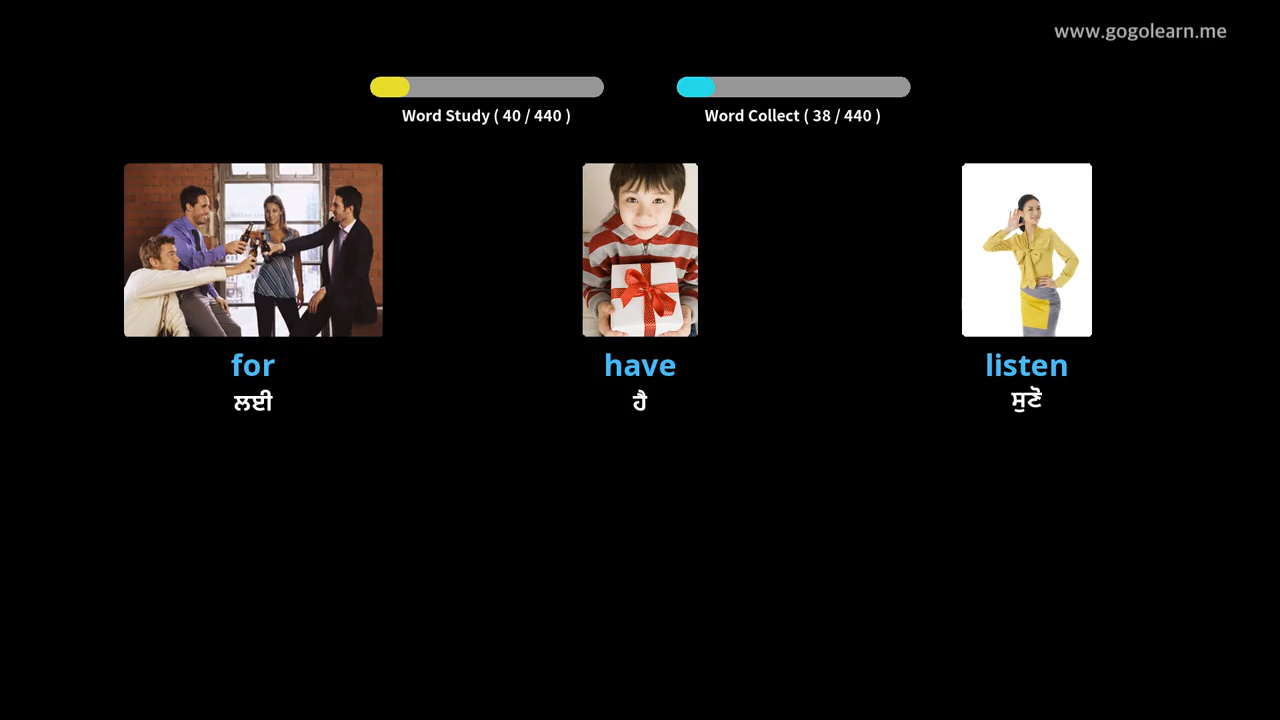 www.gogolearn.me
Word Study ( 40 / 440 )
Word Collect ( 38 / 440 )
for
have
listen
ਲਈ
ਹੈ
ਸੁਣੋ